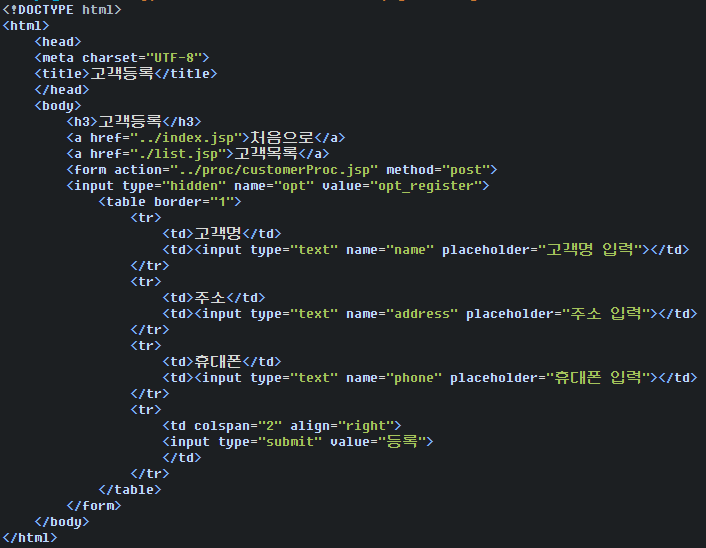 <!DOCTYPE html>
<html>
    <head>
    <meta charset="UTF-8">
    <title>고객등록</title>
    </head>
    <body>
        <h3>고객등록</h3>
        <a href="../index.jsp">처음으로</a>
        <a href="./list.jsp">고객목록</a>
        <form action="../proc/customerProc.jsp" method="post">
        <input type="hidden" name="opt" value="opt_register">
            <table border="1">
                <tr>
                    <td>고객명</td>
                    <td><input type="text" name="name" placeholder="고객명 입력"></td>
                </tr>
                <tr>
                    <td>주소</td>
                    <td><input type="text" name="address" placeholder="주소 입력"></td>
                </tr>
                <tr>
                    <td>휴대폰</td>
                    <td><input type="text" name="phone" placeholder="휴대폰 입력"></td>
                </tr>
                <tr>
                    <td colspan="2" align="right">
                    <input type="submit" value="등록">
                    </td>
                </tr>
            </table>
        </form>
    </body>
</html>